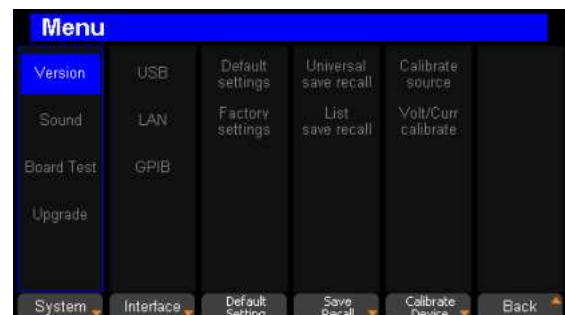 Menu
Version
Sound
Board Test
Upgrade
USB
LAN
GPIB
Default
settings
Factory
settings
Universal
save recall
List
save recall
Calibrate
source
Volt/Curr
calibrate
System
Interface
Default
Setting
Save
Recall
Calibrate
Device
Back